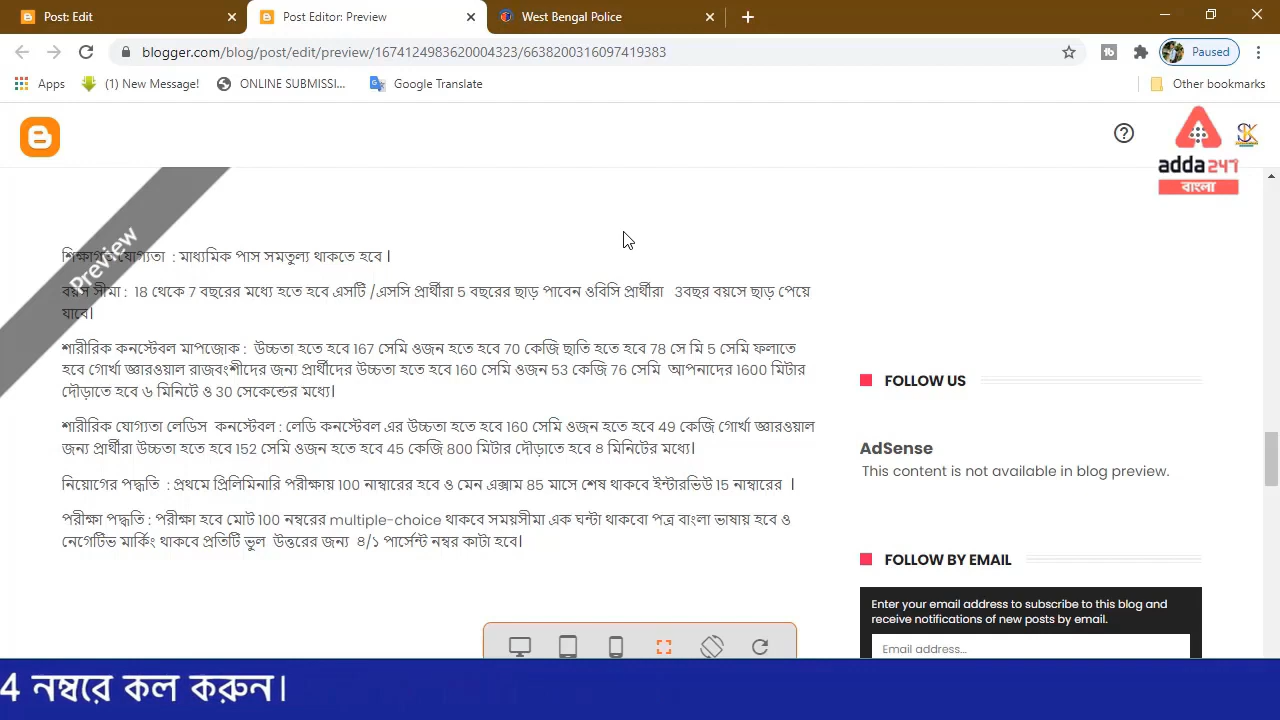 Post: Edit
Post Editor: Preview
West Bengal Police
blogger.com/blog/post/edit/preview/1674124983620004323/6638200316097419383
Paused
Apps
(1) New Message!
ONLINE SUBMISSI...
Google Translate
Other bookmarks
adda247
বাংলা
Preview
শিক্ষাগত যোগ্যতা : মাধ্যমিক পাস সমতুল্য থাকতে হবে।
বয়স সীমা : 18 থেকে 7 বছরের মধ্যে হতে হবে এসটি /এসসি প্রার্থীরা 5 বছরের ছাড় পাবেন ওবিসি প্রার্থীরা 3বছর বয়সে ছাড় পেয়ে
যাবে।
শারীরিক কনস্টেবল মাপজোক : উচ্চতা হতে হবে 167 সেমি ওজন হতে হবে 70 কেজি ছাতি হতে হবে 78 সে মি 5 সেমি ফলাতে
হবে গোর্খা জ্ঞারওয়াল রাজবংশীদের জন্য প্রার্থীদের উচ্চতা হতে হবে 160 সেমি ওজন 53 কেজি 76 সেমি আপনাদের 1600 মিটার
দৌড়াতে হবে ৬ মিনিটে ও 30 সেকেন্ডের মধ্যে।
শারীরিক যোগ্যতা লেডিস কনস্টেবল : লেডি কনস্টেবল এর উচ্চতা হতে হবে 160 সেমি ওজন হতে হবে 49 কেজি গোর্খা জ্ঞারওয়াল
জন্য প্রার্থীরা উচ্চতা হতে হবে 152 সেমি ওজন হতে হবে 45 কেজি 800 মিটার দৌড়াতে হবে ৪ মিনিটের মধ্যে।
নিয়োগের পদ্ধতি : প্রথমে প্রিলিমিনারি পরীক্ষায় 100 নাম্বারের হবে ও মেন এক্সাম 85 মাসে শেষ থাকবে ইন্টারভিউ 15 নাম্বারের ।
পরীক্ষা পদ্ধতি : পরীক্ষা হবে মোট 100 নম্বরের multiple-choice থাকবে সময়সীমা এক ঘন্টা থাকবো পত্র বাংলা ভাষায় হবে ও
নেগেটিভ মার্কিং থাকবে প্রতিটি ভুল উত্তরের জন্য ৪/১ পার্সেন্ট নম্বর কাটা হবে।
FOLLOW US
AdSense
This content is not available in blog preview.
FOLLOW BY EMAIL
Enter your email address to subscribe to this blog and
receive notifications of new posts by email.
Email address...
4 নম্বরে কল করুন।